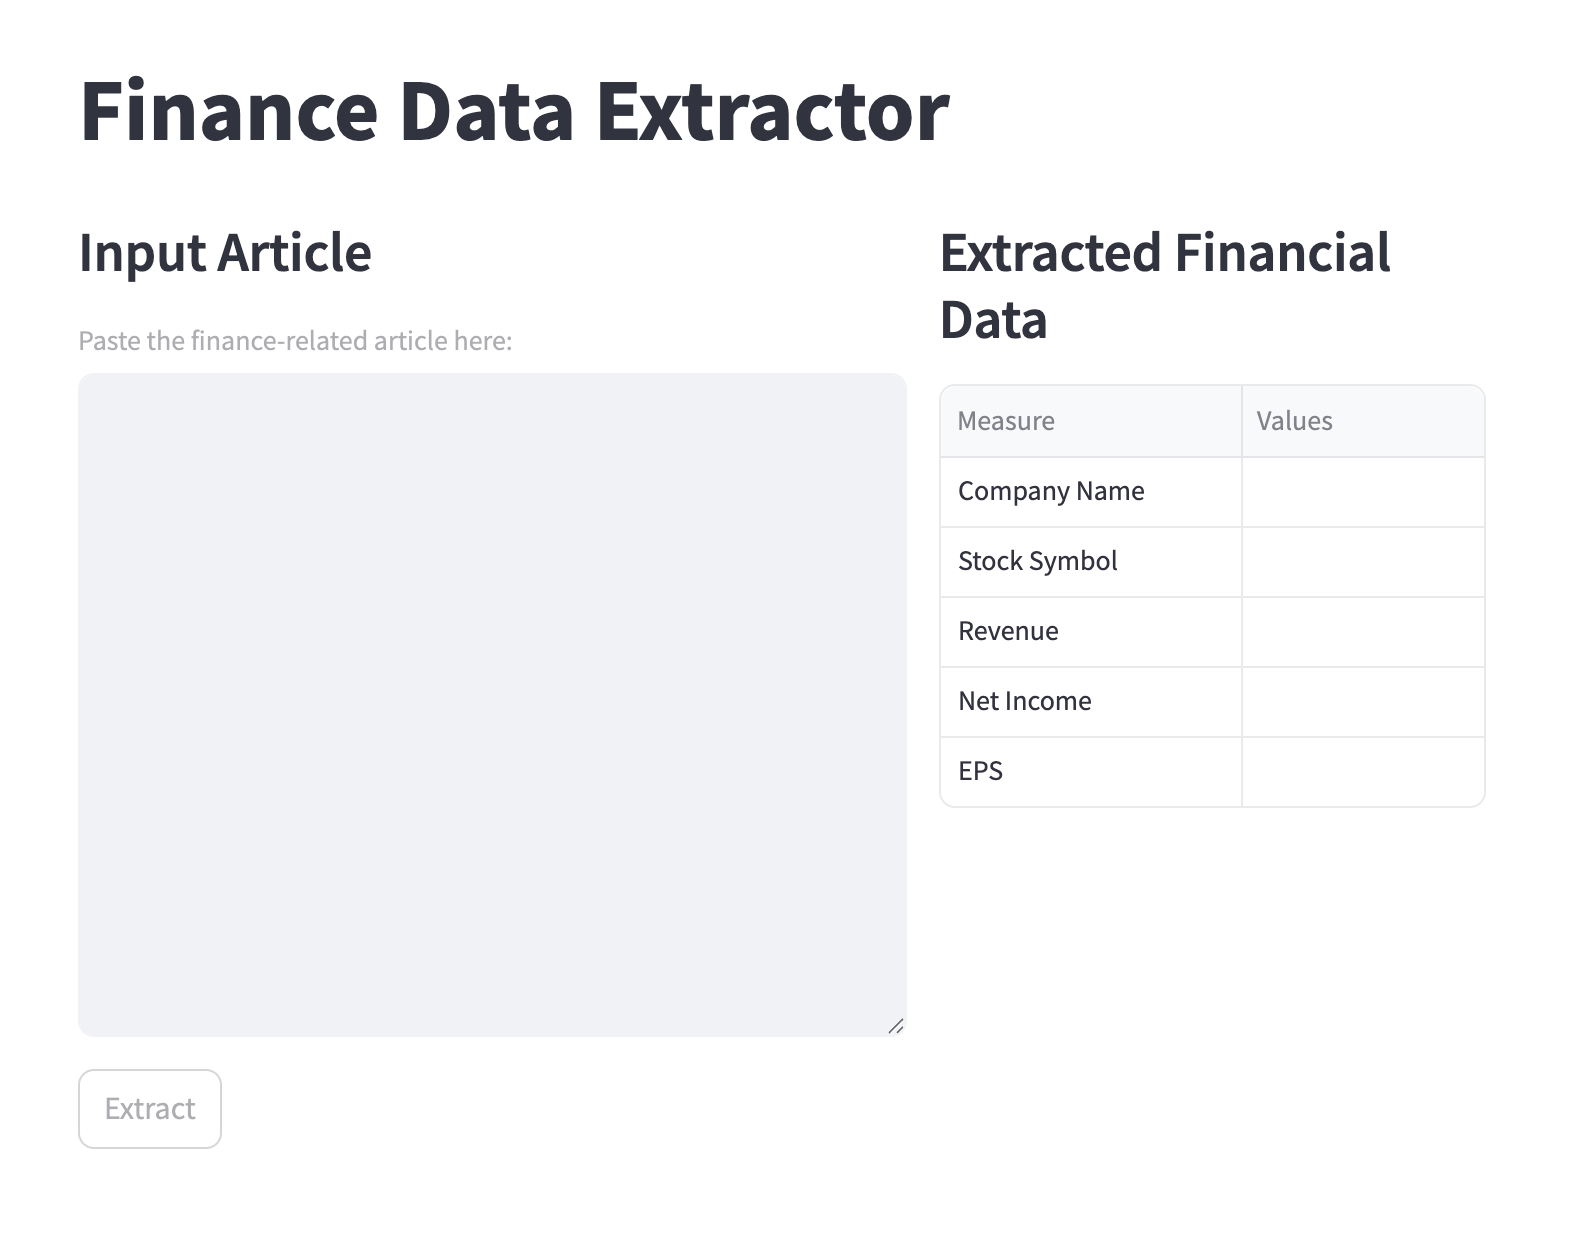 Finance Data Extractor
Input Article
Paste the finance-related article here:
Extract
Extracted Financial
Data
Measure Values
Company Name
Stock Symbol
Revenue
Net Income
EPS